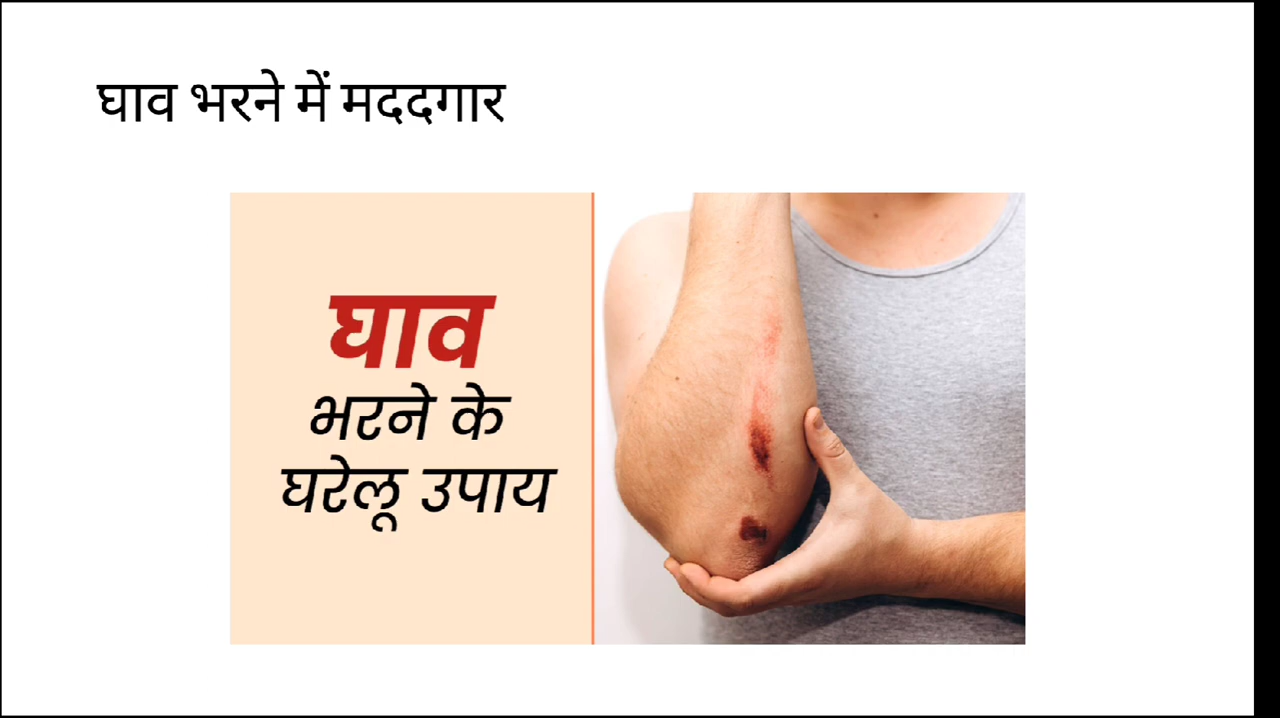 घाव भरने में मददगार
घाव
भरने के
घरेलू उपाय